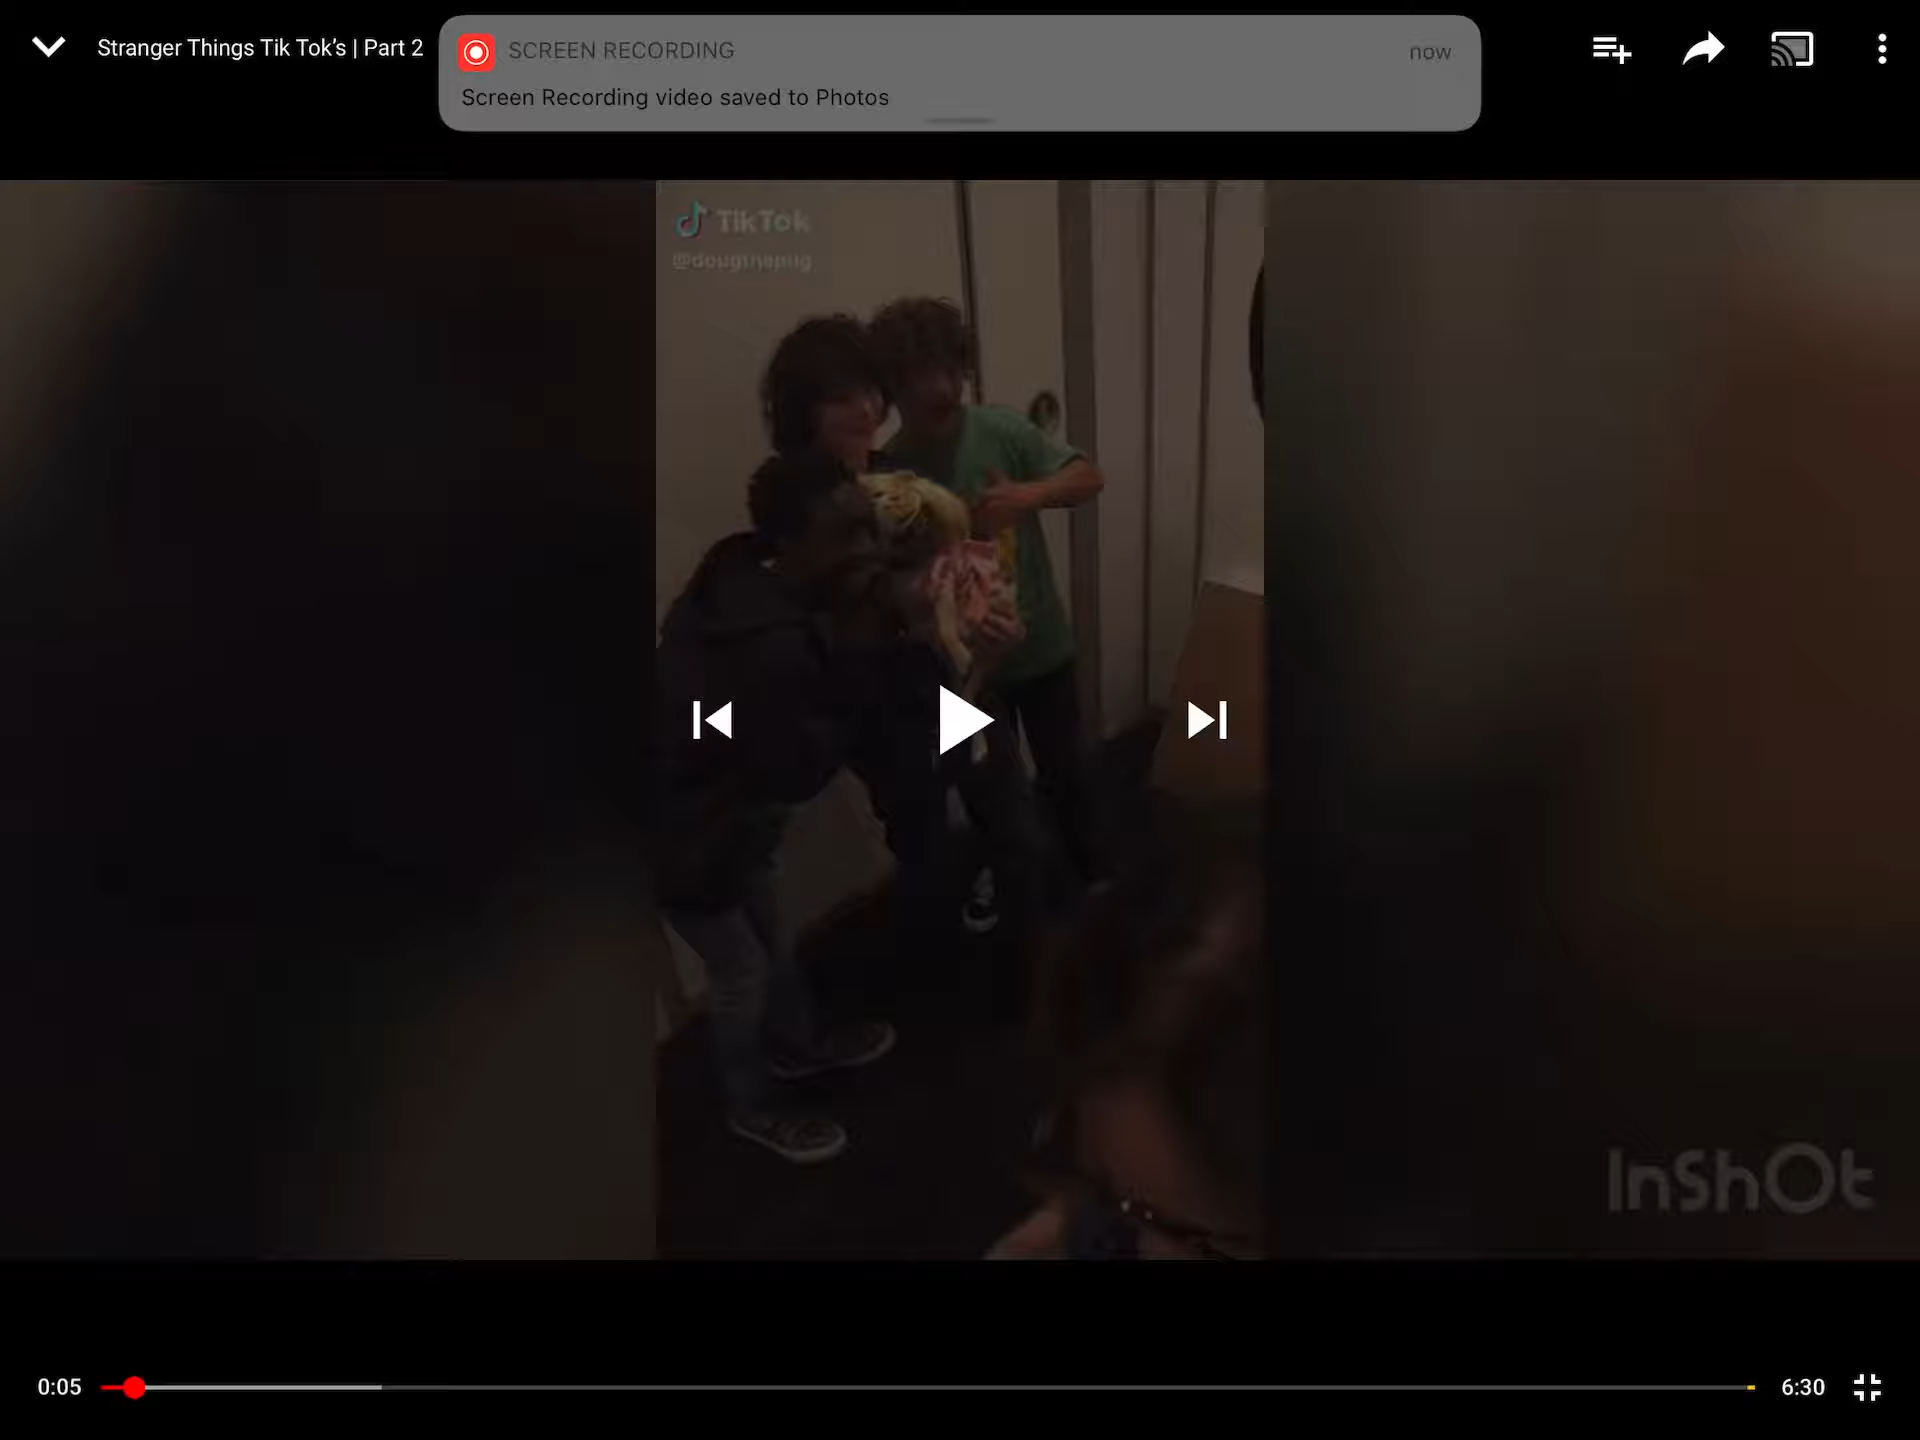 Stranger Things Tik Tok's | Part 2
SCREEN RECORDING
now
Screen Recording video saved to Photos
TikTok
@dougthepug
InShOt
0:05
6:30